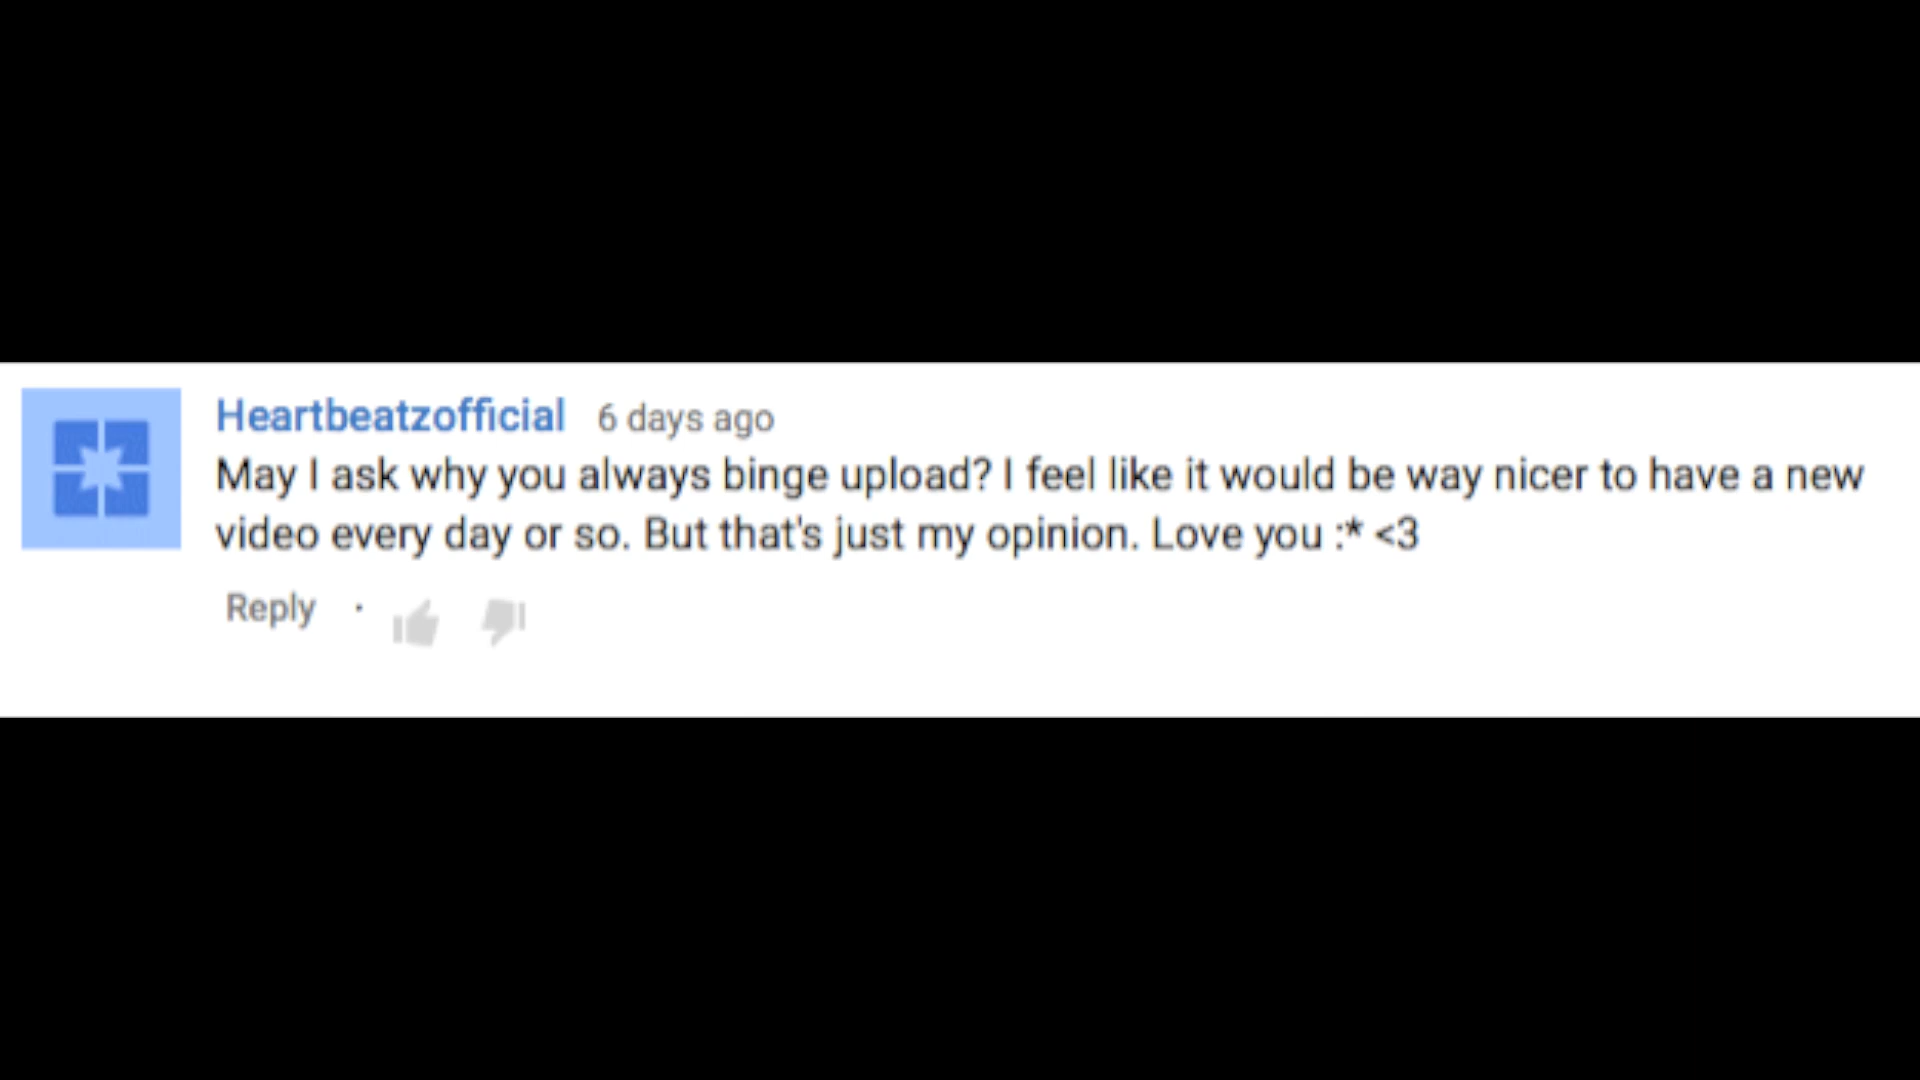 Heartbeatzofficial 6 days ago
May I ask why you always binge upload? I feel like it would be way nicer to have a new
video every day or so. But that's just my opinion. Love you :* <3
Reply ·